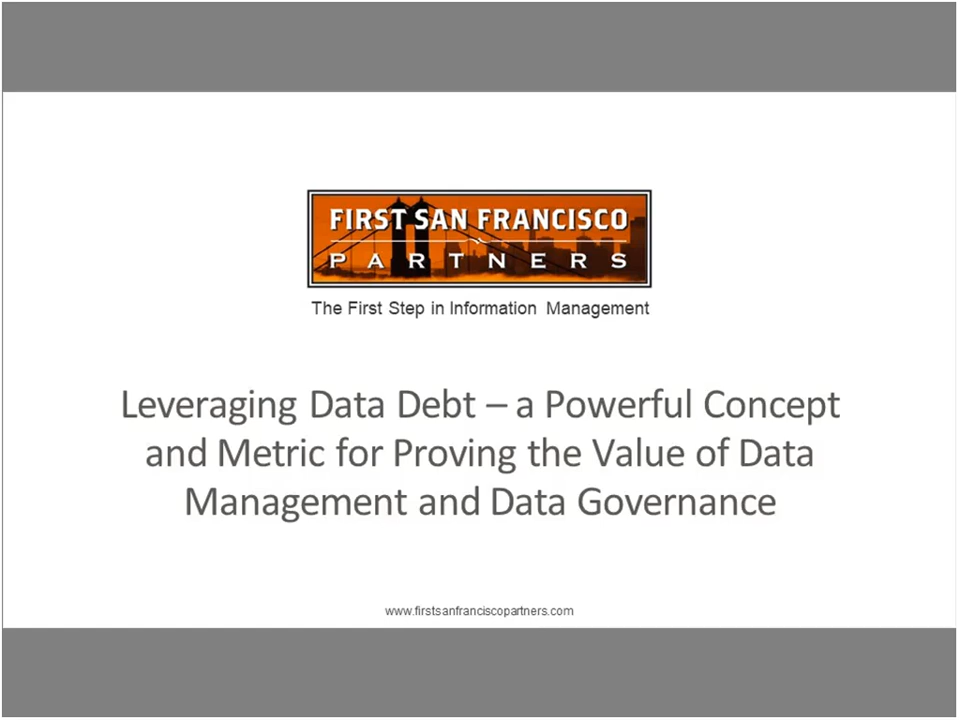 FIRST SAN FRANCISCO
PARTNERS
The First Step in Information Management
Leveraging Data Debt – a Powerful Concept
and Metric for Proving the Value of Data
Management and Data Governance
www.firstsanfranciscopartners.com